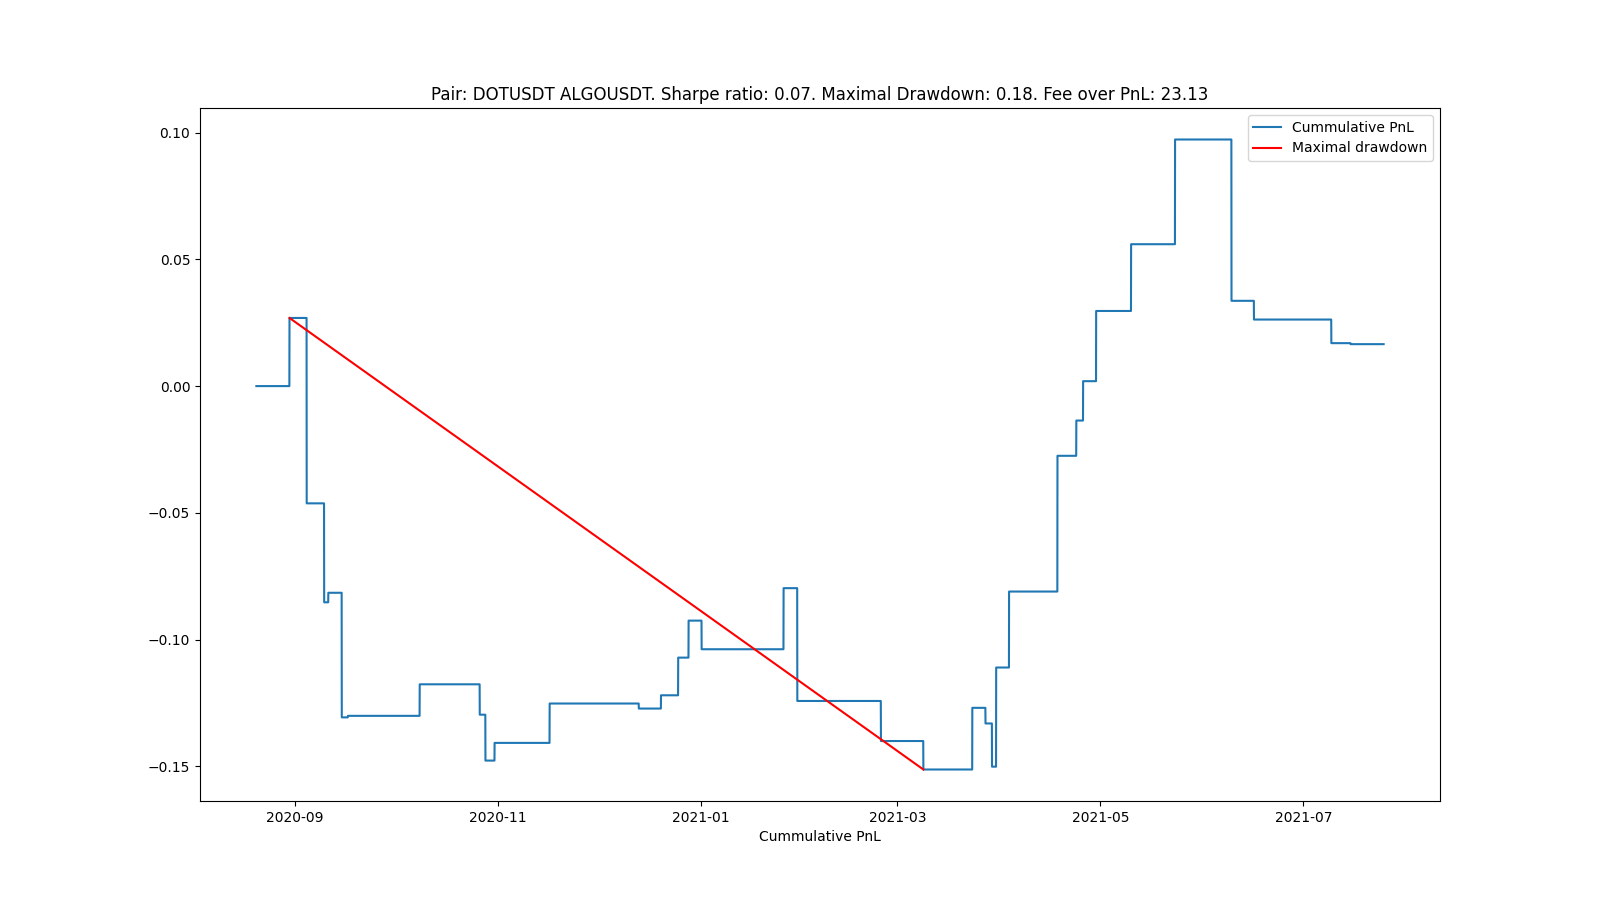 Pair: DOTUSDT ALGOUSDT. Sharpe ratio: 0.07. Maximal Drawdown: 0.18. Fee over PnL: 23.13
Cummulative PnL
Maximal drawdown
0.10
0.05
0.00
−0.05
−0.10
−0.15
2020-09 2020-11 2021-01 2021-03 2021-05 2021-07
Cummulative PnL